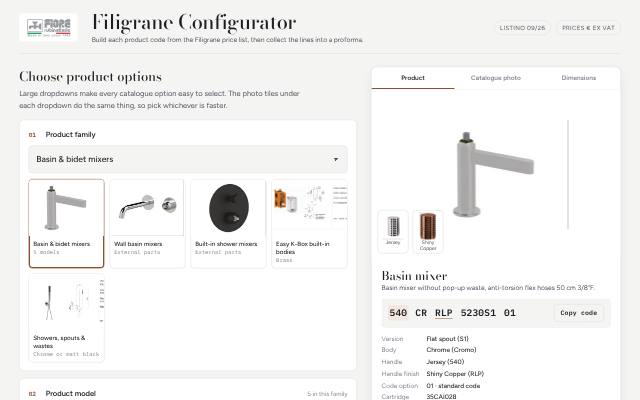 FIORE
rubinetterie
Filigrane Configurator
Build each product code from the Filigrane price list, then collect the lines into a proforma.
LISTINO 09/26
PRICES € EX VAT
Choose product options
Large dropdowns make every catalogue option easy to read. The photo tiles under
each dropdown do the same thing, so pick whichever is faster.
01 Product family
Basin & bidet mixers
Basin & bidet mixers
5 models
Wall basin mixers
External parts
Built-in shower mixers
External parts
Easy K-Box built-in
bodies
Brass
Showers, spouts &
wastes
Chrome or matt black
02 Product model
5 in this family
Product
Catalogue photo
Dimensions
Jersey
Shiny
Copper
Basin mixer
Basin mixer without pop-up waste, anti-torsion flex hoses 50 cm 3/8"F.
540 CR RLP 5230S1 01
Copy code
Version Flat spout (S1)
Body Chrome (Cromo)
Handle Jersey (540)
Handle finish Shiny Copper (RLP)
Code option 01 - standard code
Cartridge 35CAI028